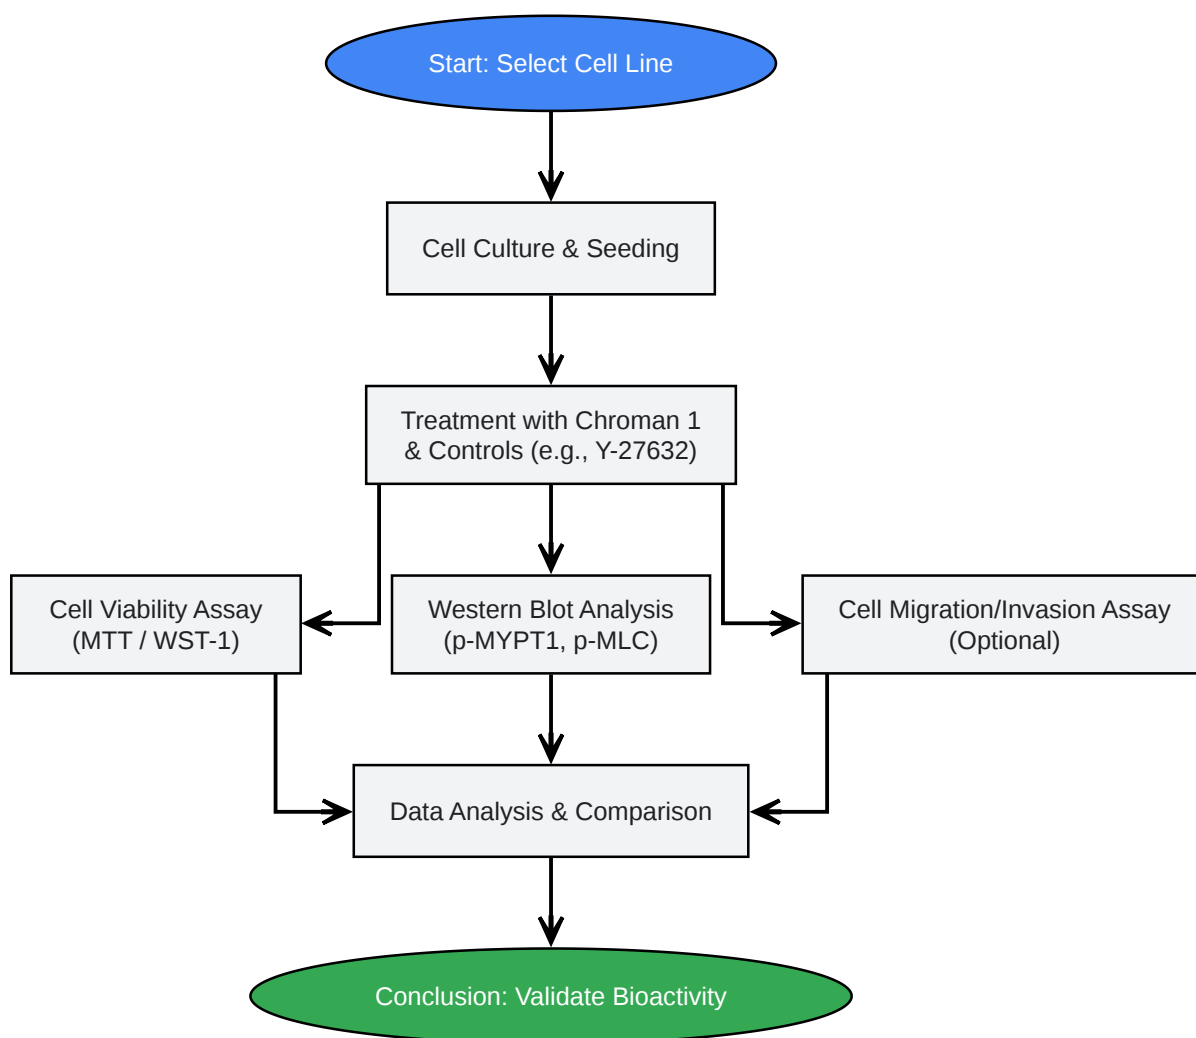 Start: Select Cell Line
Cell Culture & Seeding
Treatment with Chroman 1
& Controls (e.g., Y-27632)
Cell Viability Assay
(MTT / WST-1)
Western Blot Analysis
(p-MYPT1, p-MLC)
Cell Migration/Invasion Assay
(Optional)
Data Analysis & Comparison
Conclusion: Validate Bioactivity